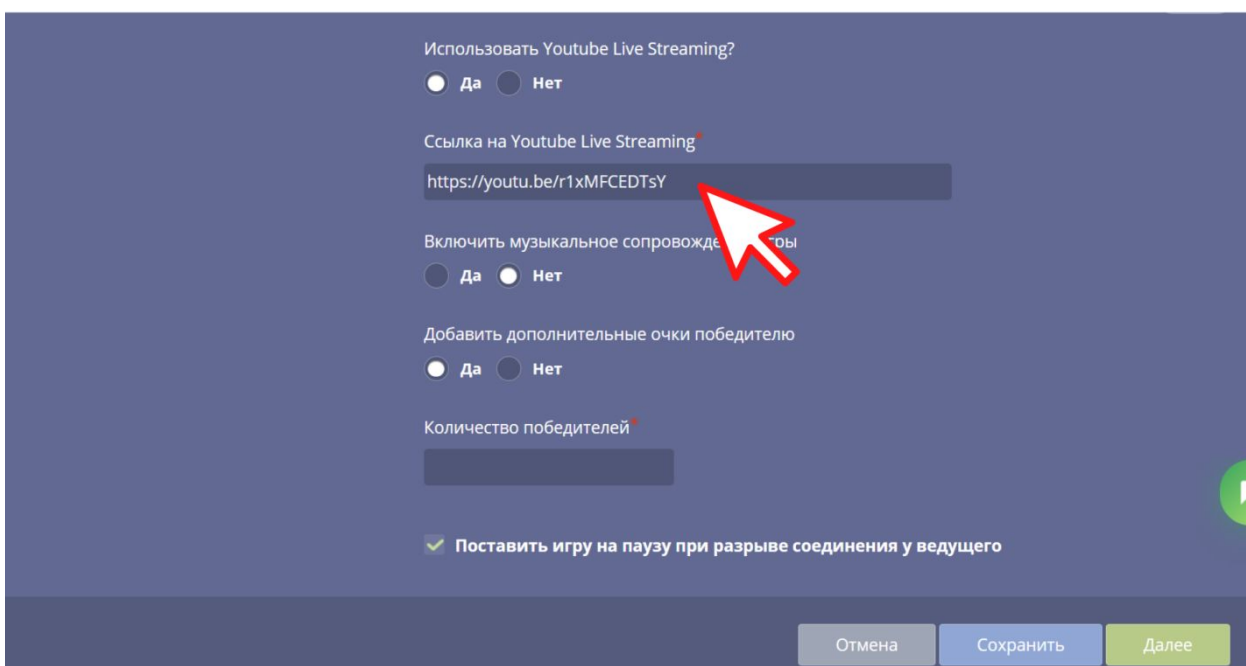 Использовать Youtube Live Streaming?
Да Нет
Ссылка на Youtube Live Streaming*
https://youtu.be/r1xMFCEDTsY
Включить музыкальное
Да Нет
Добавить дополнительные очки победителю
Да Нет
Количество победителей*
Поставить игру на паузу при разрыве соединения у ведущего
Отмена Сохранить Далее